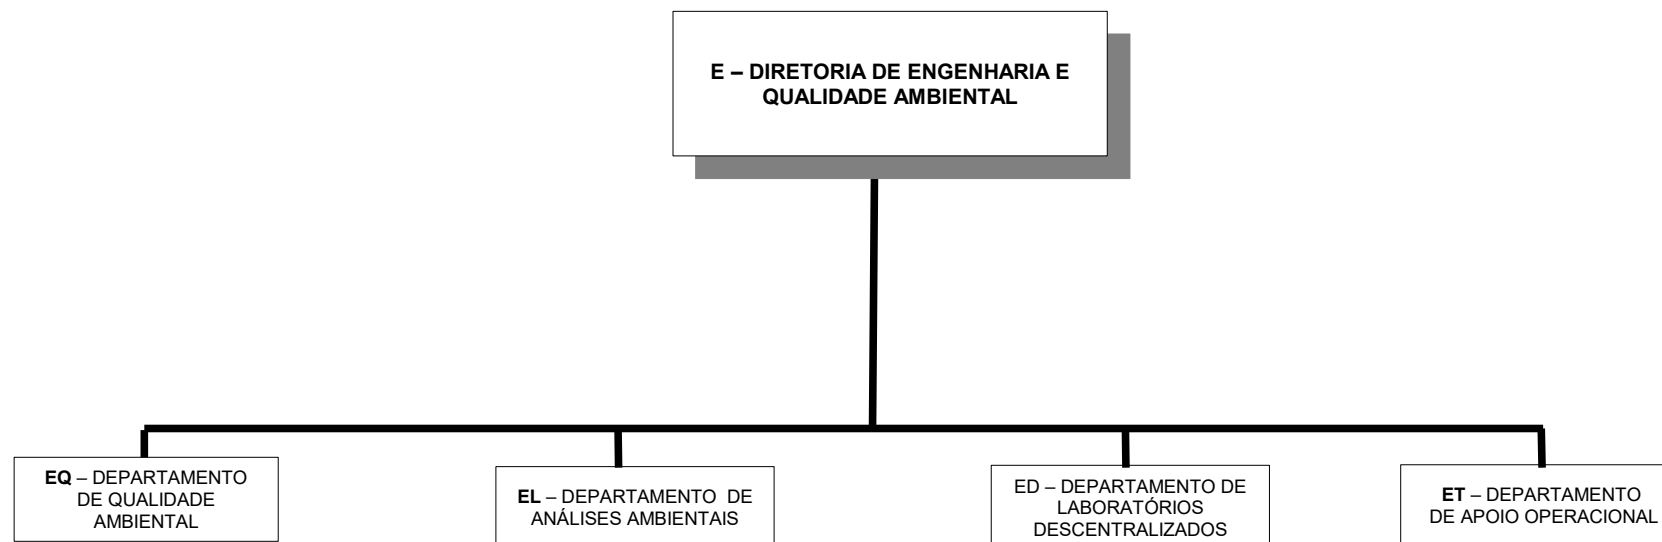 E – DIRETORIA DE ENGENHARIA E
QUALIDADE AMBIENTAL
EQ – DEPARTAMENTO
DE QUALIDADE
AMBIENTAL
EL – DEPARTAMENTO DE
ANÁLISES AMBIENTAIS
ED – DEPARTAMENTO DE
LABORATÓRIOS
DESCENTRALIZADOS
ET – DEPARTAMENTO
DE APOIO OPERACIONAL